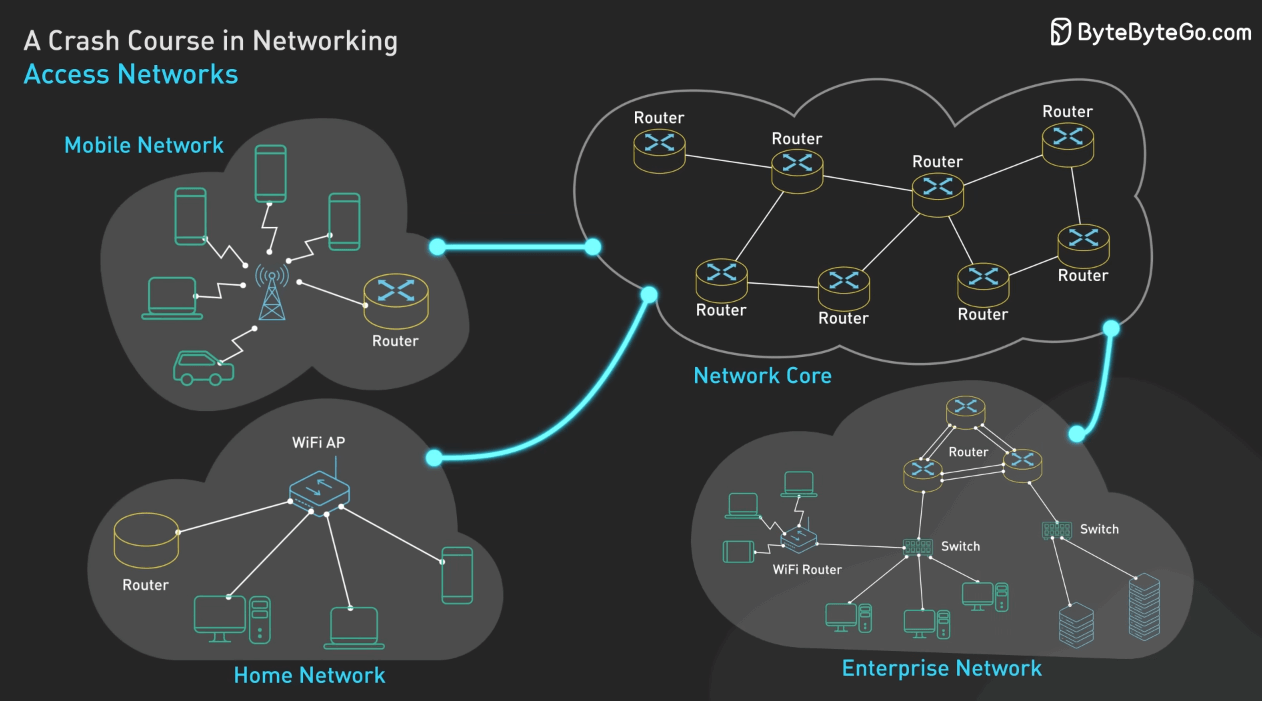 A Crash Course in Networking
Access Networks
ByteByteGo.com
Mobile Network
Router
Router
Router
Router
Router
Router
Router
Router
Router
Network Core
WiFi AP
Router
Home Network
Router
Switch
Switch
WiFi Router
Enterprise Network